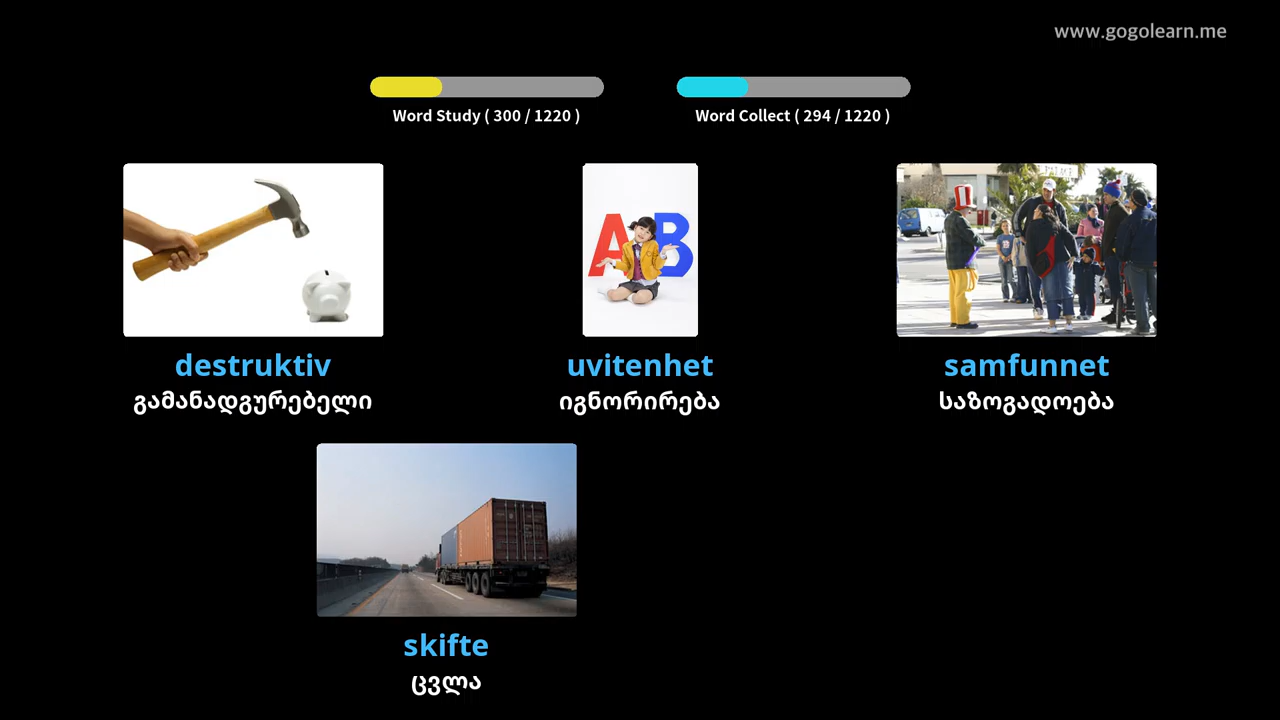 www.gogolearn.me
Word Study ( 300 / 1220 )
Word Collect ( 294 / 1220 )
A B
destruktiv
გამანადგურებელი
uvitenhet
იგნორირება
samfunnet
საზოგადოება
skifte
ცვლა